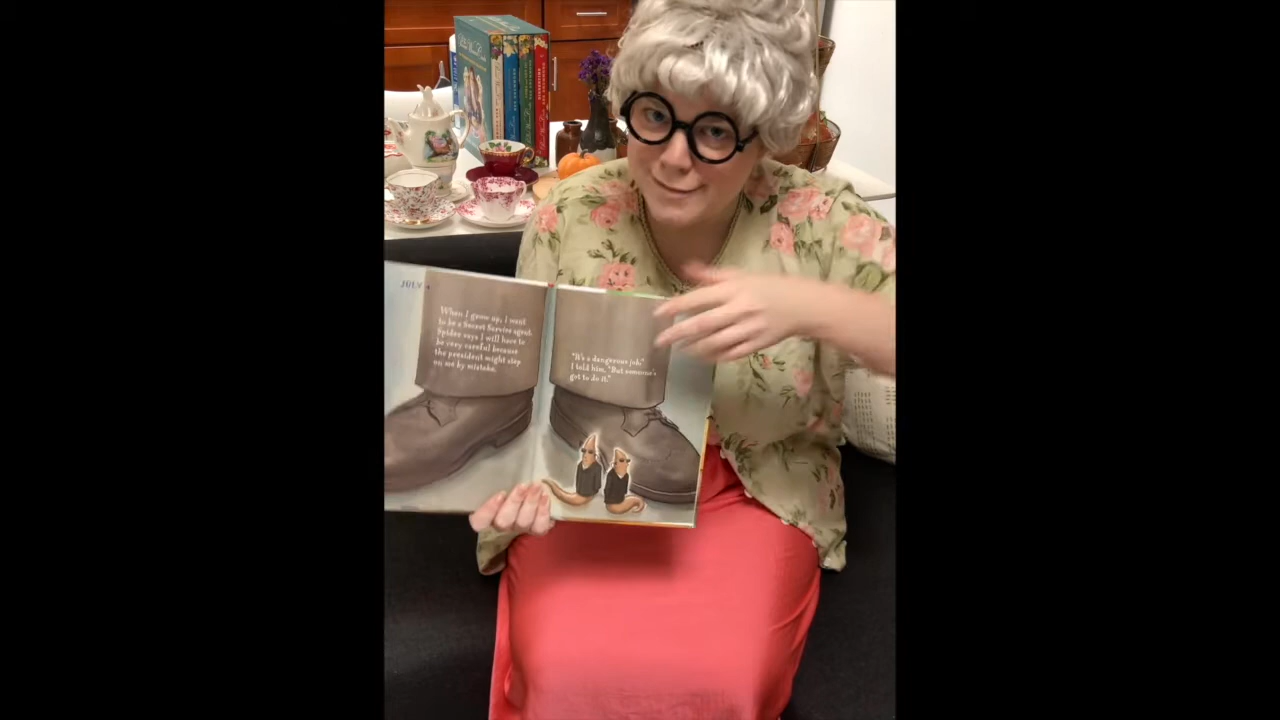 JULY 4
When I grow up, I want
to be a Secret Service agent.
Spider says I will have to
be very careful because
the president might step
on me by mistake.
"It's a dangerous job,"
I told him, "But someone's
got to do it."